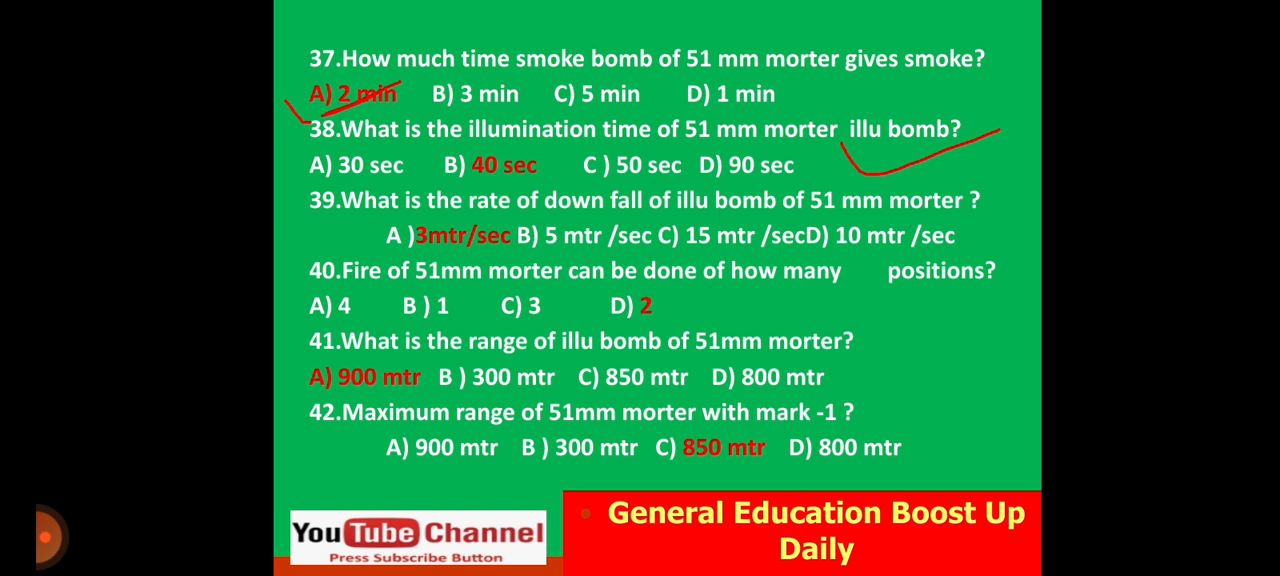 37.How much time smoke bomb of 51 mm morter gives smoke?
A) 2 min B) 3 min C) 5 min D) 1 min
38.What is the illumination time of 51 mm morter illu bomb?
A) 30 sec B) 40 sec C ) 50 sec D) 90 sec
39.What is the rate of down fall of illu bomb of 51 mm morter ?
A )3mtr/sec B) 5 mtr /sec C) 15 mtr /secD) 10 mtr /sec
40.Fire of 51mm morter can be done of how many positions?
A) 4 B ) 1 C) 3 D) 2
41.What is the range of illu bomb of 51mm morter?
A) 900 mtr B ) 300 mtr C) 850 mtr D) 800 mtr
42.Maximum range of 51mm morter with mark -1 ?
A) 900 mtr B ) 300 mtr C) 850 mtr D) 800 mtr
YouTube Channel
Press Subscribe Button
• General Education Boost Up
Daily